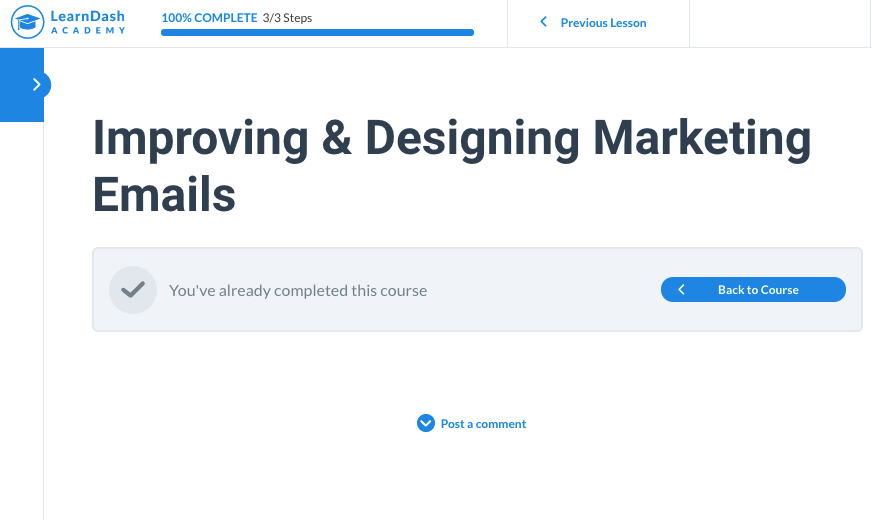 LearnDash
ACADEMY
100% COMPLETE 3/3 Steps
Previous Lesson
Improving & Designing Marketing
Emails
You've already completed this course
Back to Course
Post a comment